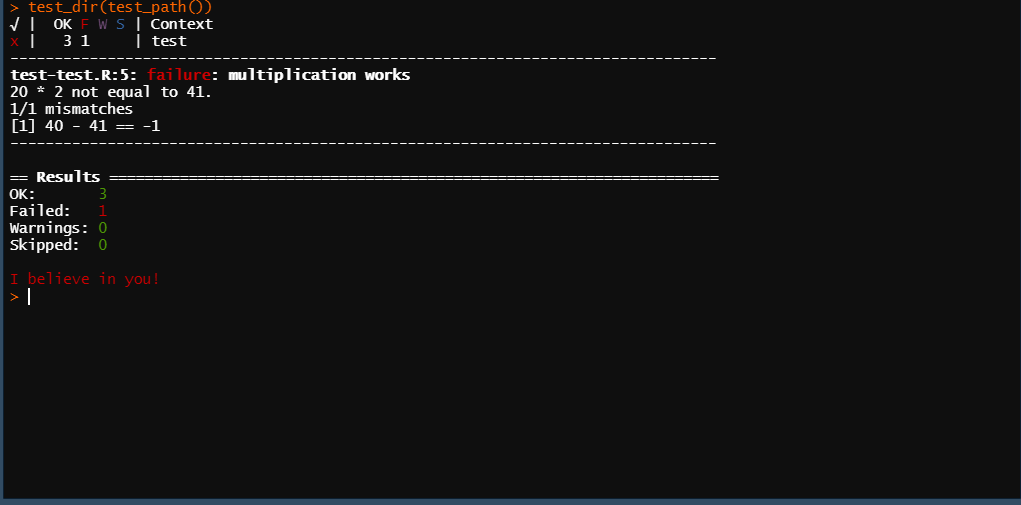 > test_dir(test_path())
√ |  OK F W S | Context
x |   3 1     | test
--------------------------------------------------------------------------------
test-test.R:5: failure: multiplication works
20 * 2 not equal to 41.
1/1 mismatches
[1] 40 - 41 == -1
--------------------------------------------------------------------------------
== Results =====================================================================
OK:       3
Failed:   1
Warnings: 0
Skipped:  0
I believe in you!
>